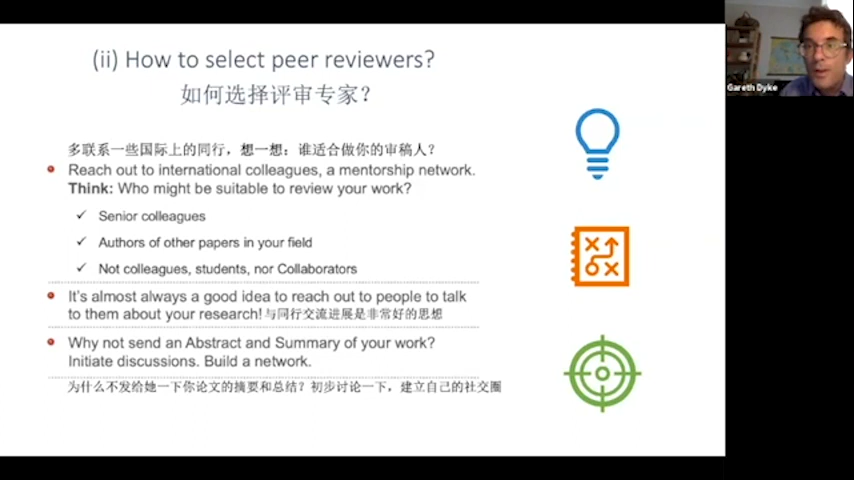 (ii) How to select peer reviewers?
如何选择评审专家？
多联系一些国际上的同行，想一想：谁适合做你的审稿人？
Reach out to international colleagues, a mentorship network.
Think: Who might be suitable to review your work?
Senior colleagues
Authors of other papers in your field
Not colleagues, students, nor Collaborators
It's almost always a good idea to reach out to people to talk
to them about your research! 与同行交流进展是非常好的思想
Why not send an Abstract and Summary of your work?
Initiate discussions. Build a network.
为什么不发给她一下你论文的摘要和总结？初步讨论一下，建立自己的社交圈
Gareth Dyke